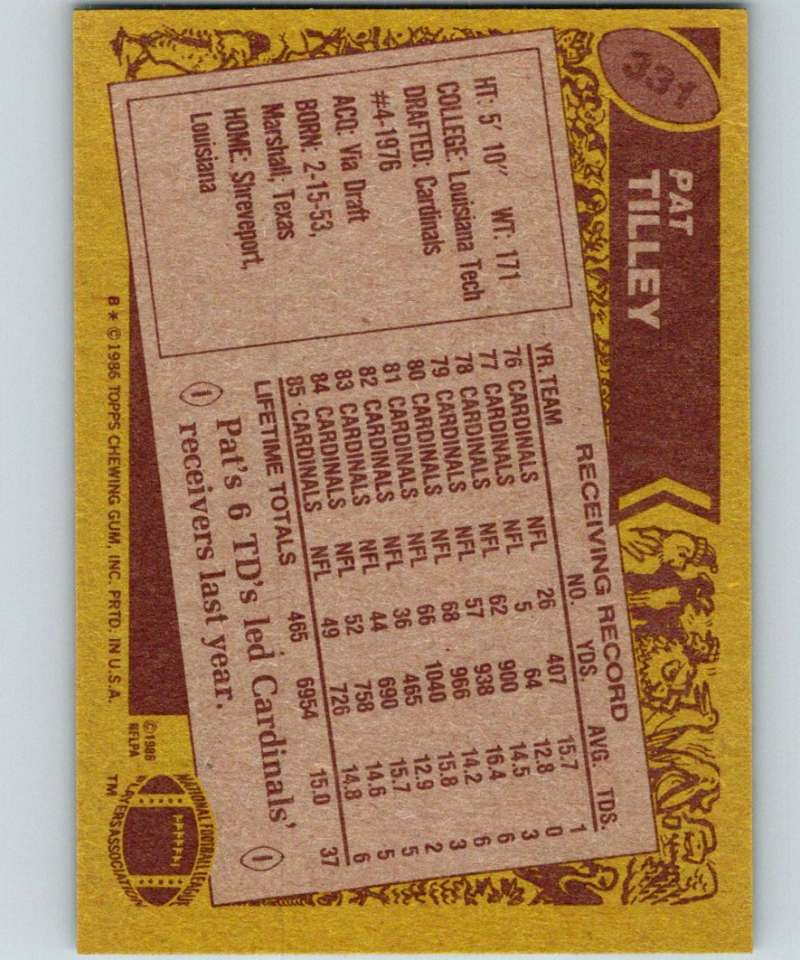 331
PAT
TILLEY
HT: 5' 10" WT: 171
COLLEGE: Louisiana Tech
DRAFTED: Cardinals
#4-1976
ACQ: Via Draft
BORN: 2-15-53,
Marshall, Texas
HOME: Shreveport,
Louisiana
RECEIVING RECORD
YR. TEAM NO. YDS. AVG. TDS.
76 CARDINALS NFL 26 407 15.7 1
77 CARDINALS NFL 5 64 12.8 0
78 CARDINALS NFL 62 900 14.5 3
79 CARDINALS NFL 57 938 16.4 6
80 CARDINALS NFL 68 966 14.2 6
81 CARDINALS NFL 66 1040 15.8 3
82 CARDINALS NFL 36 465 12.9 2
83 CARDINALS NFL 44 690 15.7 5
84 CARDINALS NFL 52 758 14.6 5
85 CARDINALS NFL 49 726 14.8 6
LIFETIME TOTALS 465 6954 15.0 37
Pat's 6 TD's led Cardinals'
receivers last year.
B * © 1986 TOPPS CHEWING GUM, INC. PRTD. IN U.S.A.
© 1986
NFLPA
NATIONAL FOOTBALL LEAGUE
PLAYERS ASSOCIATION
TM